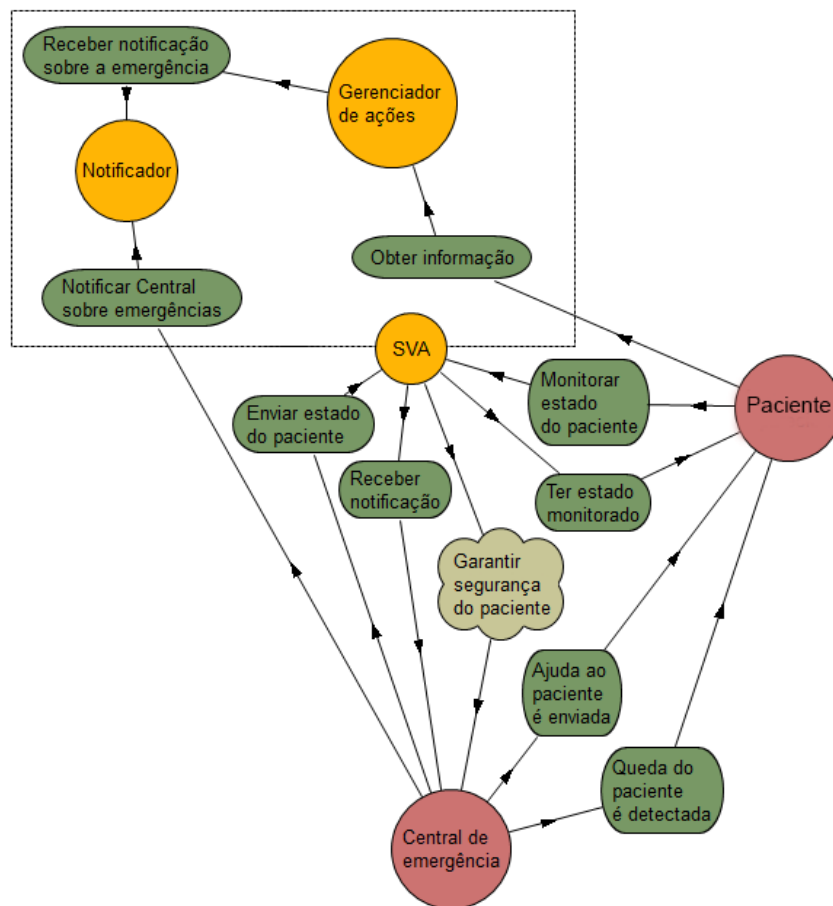 Receber notificação
sobre a emergência
Gerenciador
de ações
Notificador
Obter informação
Notificar Central
sobre emergências
SVA
Monitorar
estado
do paciente
Paciente
Enviar estado
do paciente
Receber
notificação
Ter estado
monitorado
Garantir
segurança
do paciente
Ajuda ao
paciente
é enviada
Queda do
paciente
é detectada
Central de
emergência